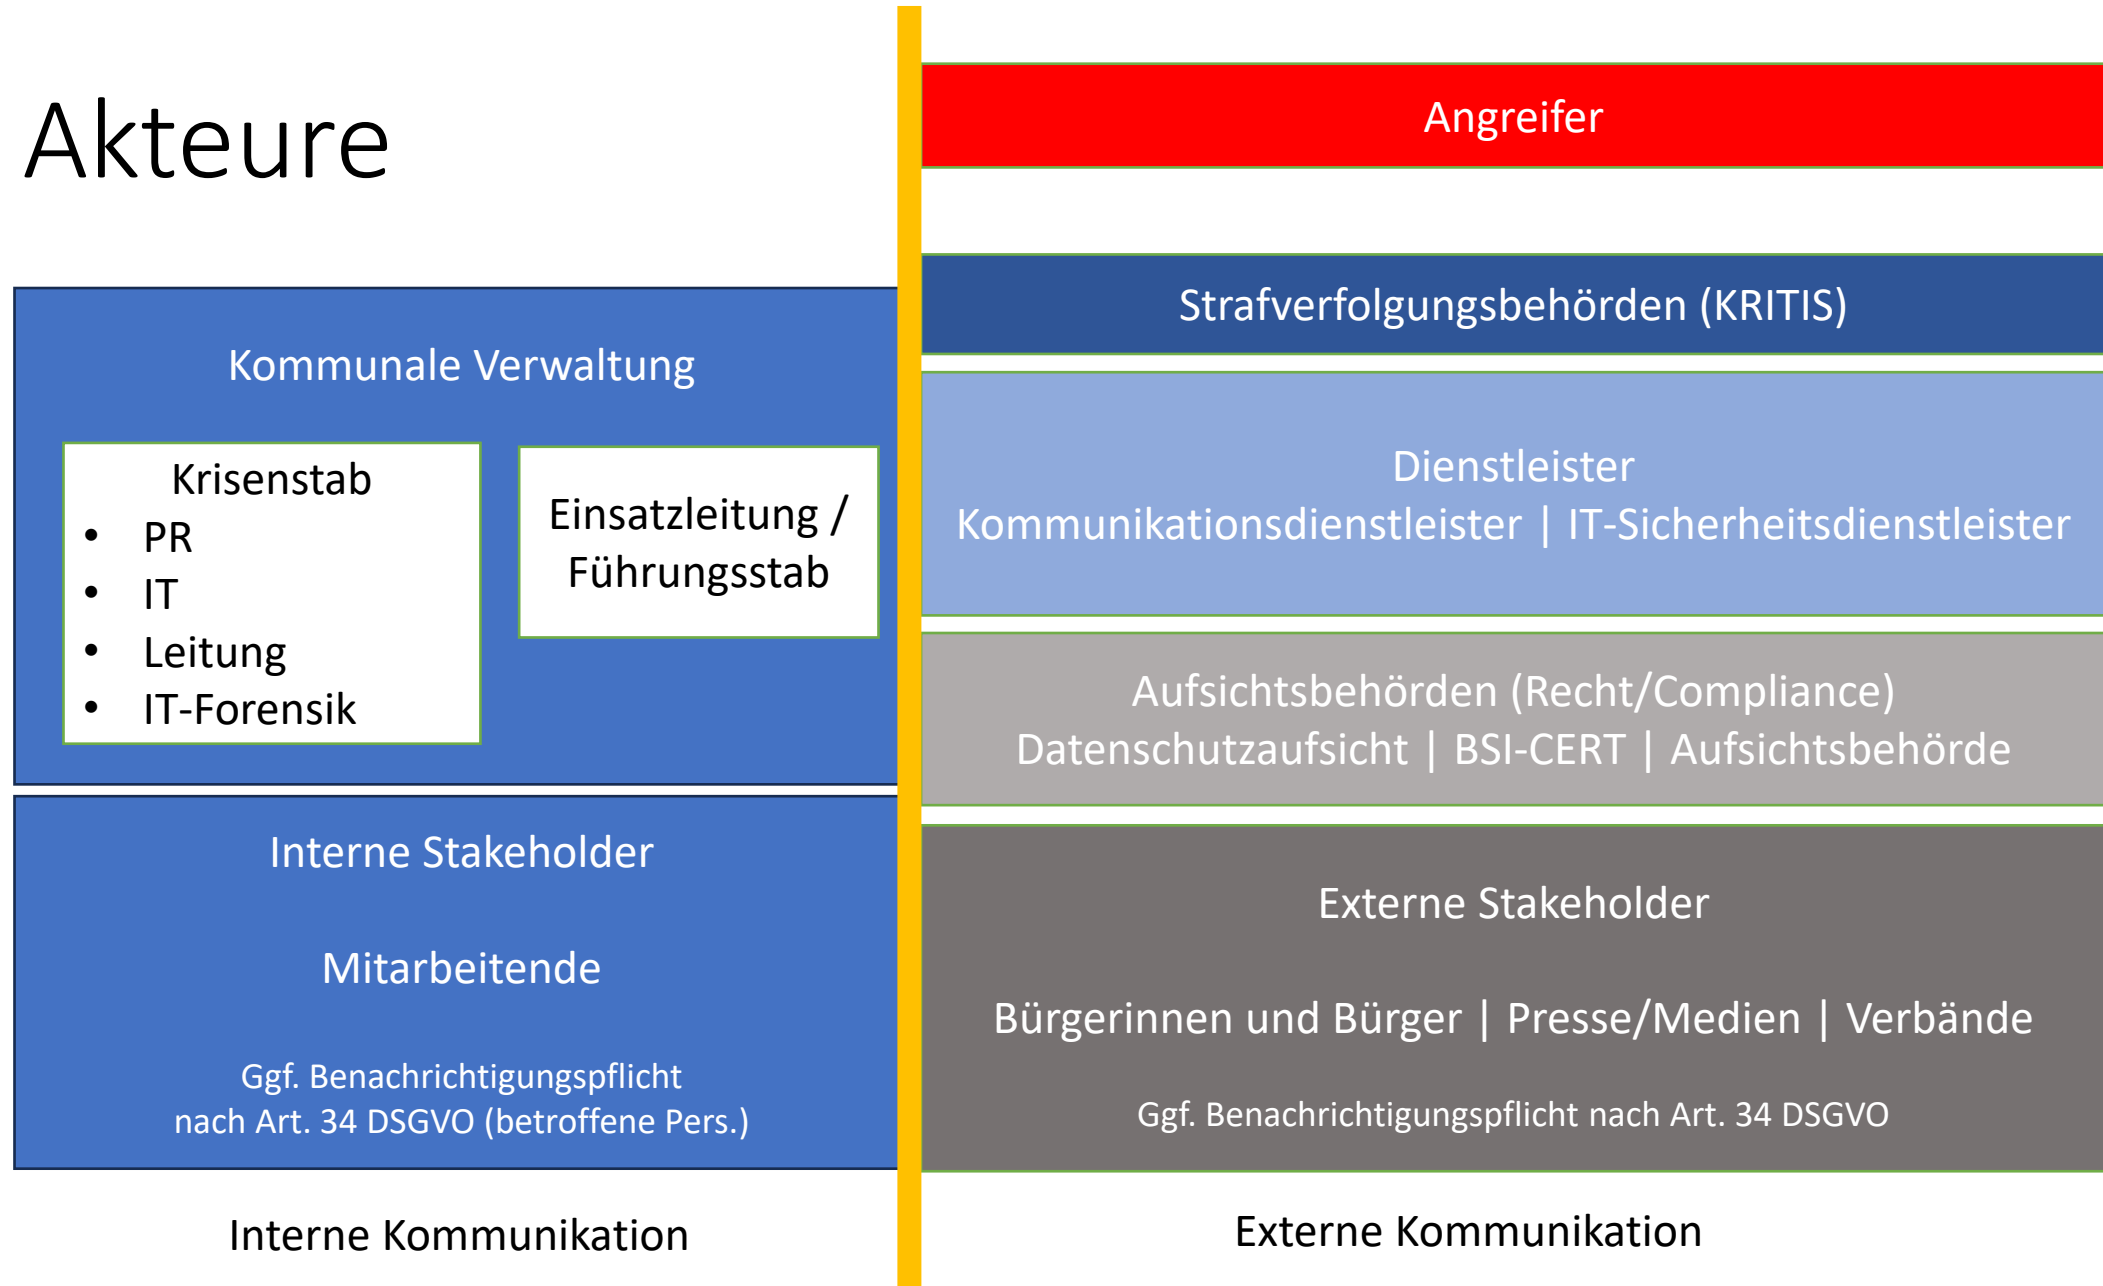 Akteure
Kommunale Verwaltung
Krisenstab
• PR
• IT
• Leitung
• IT-Forensik
Einsatzleitung /
Führungsstab
Interne Stakeholder
Mitarbeitende
Ggf. Benachrichtigungspflicht
nach Art. 34 DSGVO (betroffene Pers.)
Interne Kommunikation
Angreifer
Strafverfolgungsbehörden (KRITIS)
Dienstleister
Kommunikationsdienstleister | IT-Sicherheitsdienstleister
Aufsichtsbehörden (Recht/Compliance)
Datenschutzaufsicht | BSI-CERT | Aufsichtsbehörde
Externe Stakeholder
Bürgerinnen und Bürger | Presse/Medien | Verbände
Ggf. Benachrichtigungspflicht nach Art. 34 DSGVO
Externe Kommunikation